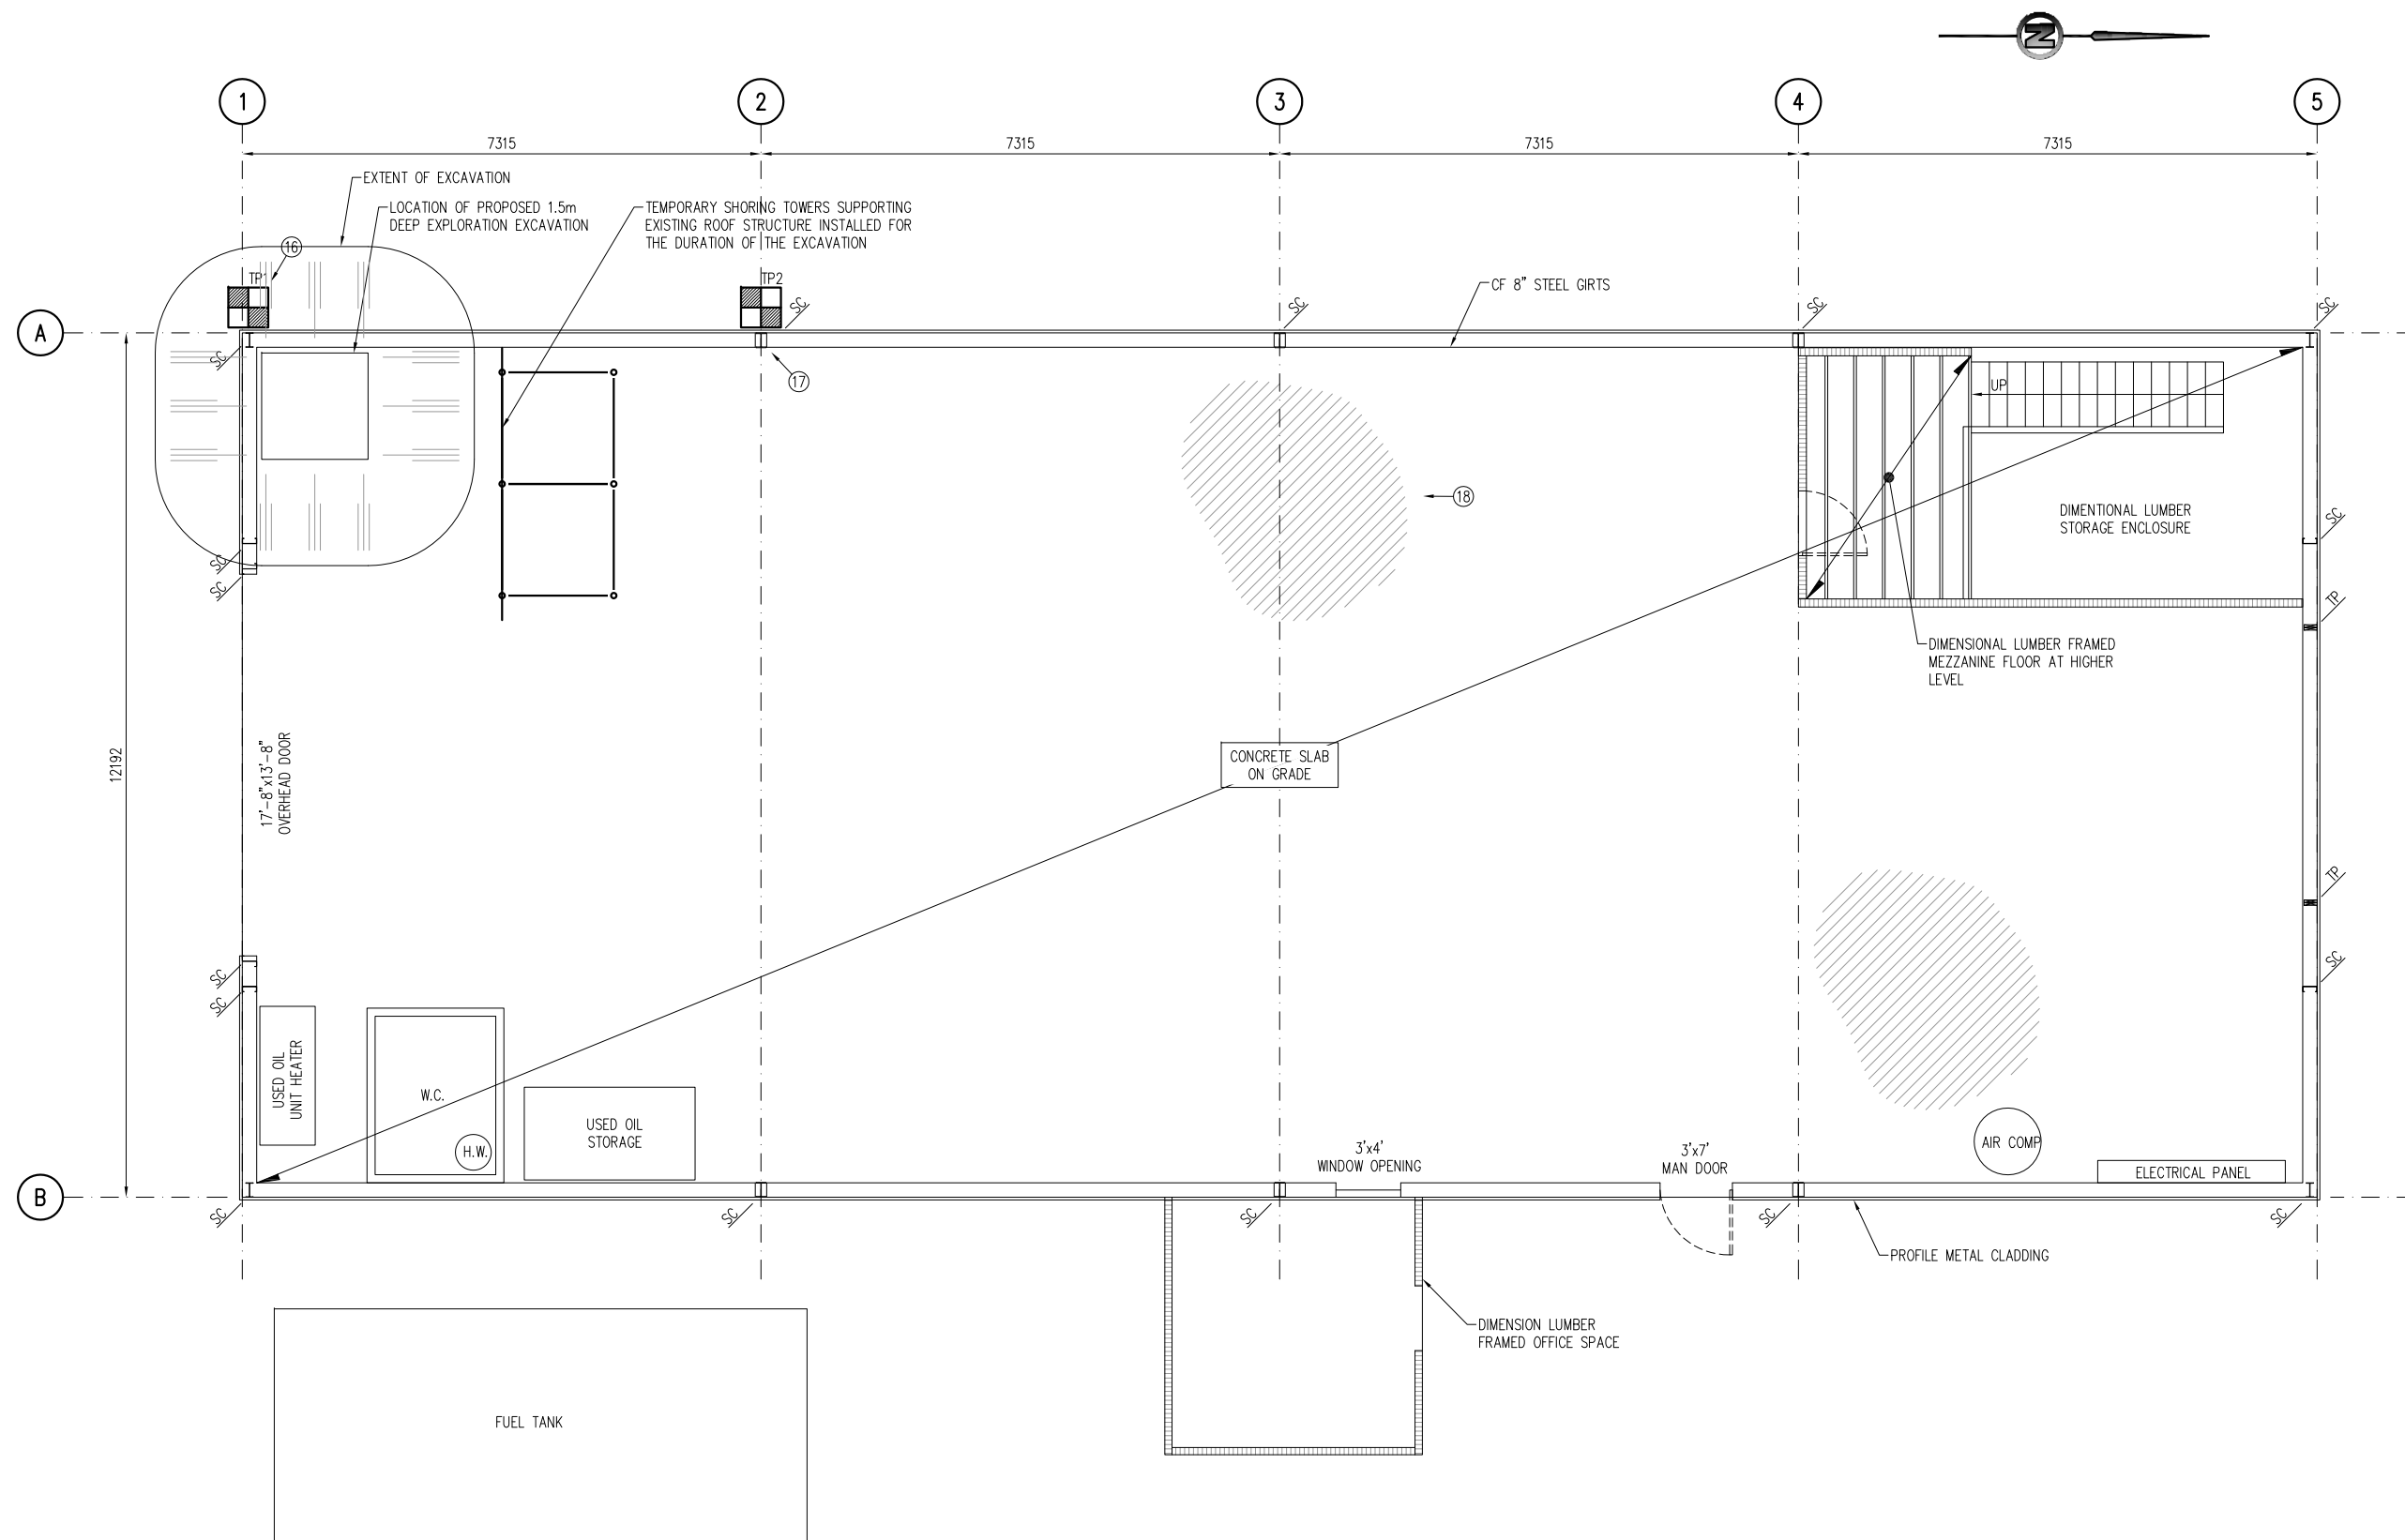 N
1
2
3
4
5
7315
7315
7315
7315
EXTENT OF EXCAVATION
LOCATION OF PROPOSED 1.5m
DEEP EXPLORATION EXCAVATION
TEMPORARY SHORING TOWERS SUPPORTING
EXISTING ROOF STRUCTURE INSTALLED FOR
THE DURATION OF THE EXCAVATION
16
TP1
TP2
SC
CF 8" STEEL GIRTS
SC
SC
SC
A
SC
17
UP
18
DIMENTIONAL LUMBER
STORAGE ENCLOSURE
SC
SC
SC
TP
DIMENSIONAL LUMBER FRAMED
MEZZANINE FLOOR AT HIGHER
LEVEL
12192
17'-8"x13'-8"
OVERHEAD DOOR
CONCRETE SLAB
ON GRADE
TP
SC
SC
SC
USED OIL
UNIT HEATER
W.C.
H.W.
USED OIL
STORAGE
3'x4'
WINDOW OPENING
3'x7'
MAN DOOR
AIR COMP
ELECTRICAL PANEL
B
SC
SC
SC
SC
SC
PROFILE METAL CLADDING
DIMENSION LUMBER
FRAMED OFFICE SPACE
FUEL TANK